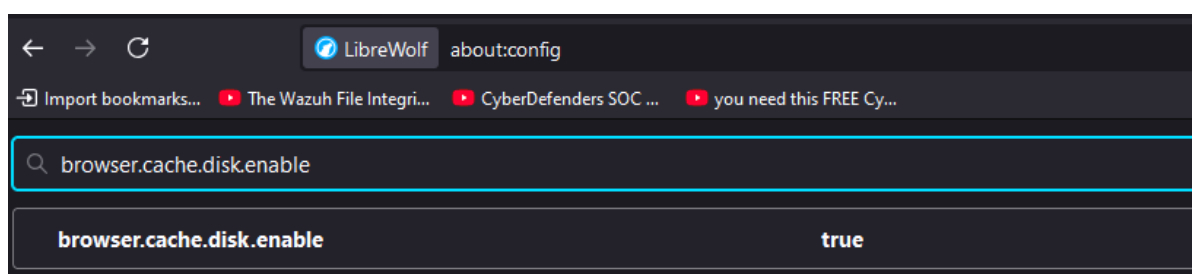 LibreWolf about:config
Import bookmarks... The Wazuh File Integri... CyberDefenders SOC ... you need this FREE Cy...
browser.cache.disk.enable
browser.cache.disk.enable true